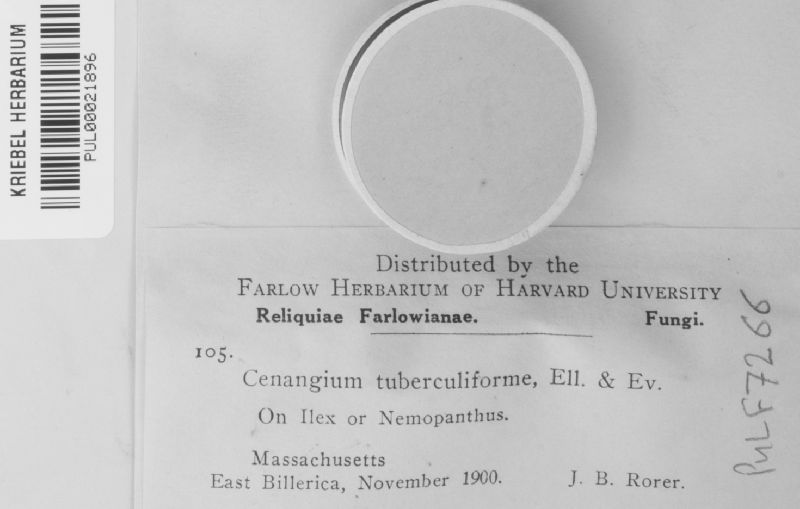 KRIEBEL HERBARIUM
PUL00021896
Distributed by the
FARLOW HERBARIUM OF HARVARD UNIVERSITY
Reliquiae Farlowianae. Fungi.
105.
Cenangium tuberculiforme, Ell. & Ev.
On Ilex or Nemopanthus.
Massachusetts
East Billerica, November 1900. J. B. Rorer.
PULF7266